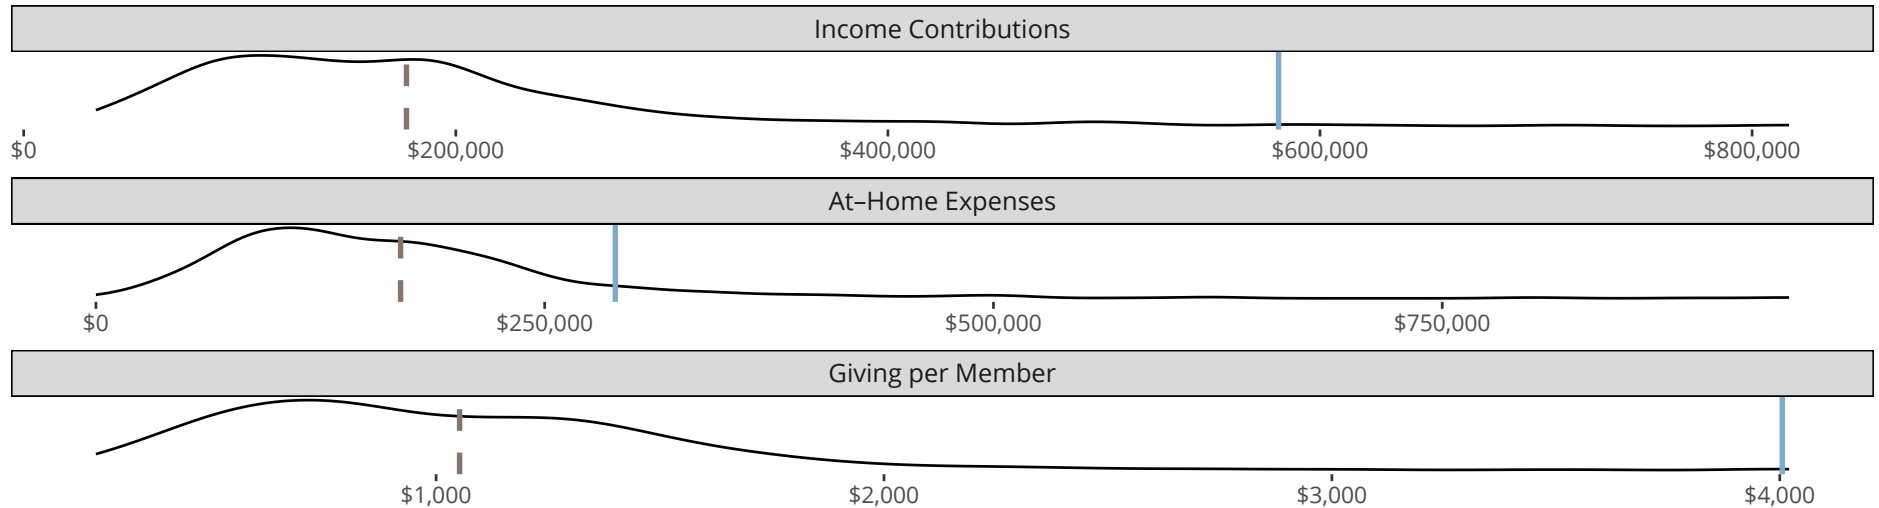 Income Contributions
$0 $200,000 $400,000 $600,000 $800,000
At–Home Expenses
$0 $250,000 $500,000 $750,000
Giving per Member
$1,000 $2,000 $3,000 $4,000